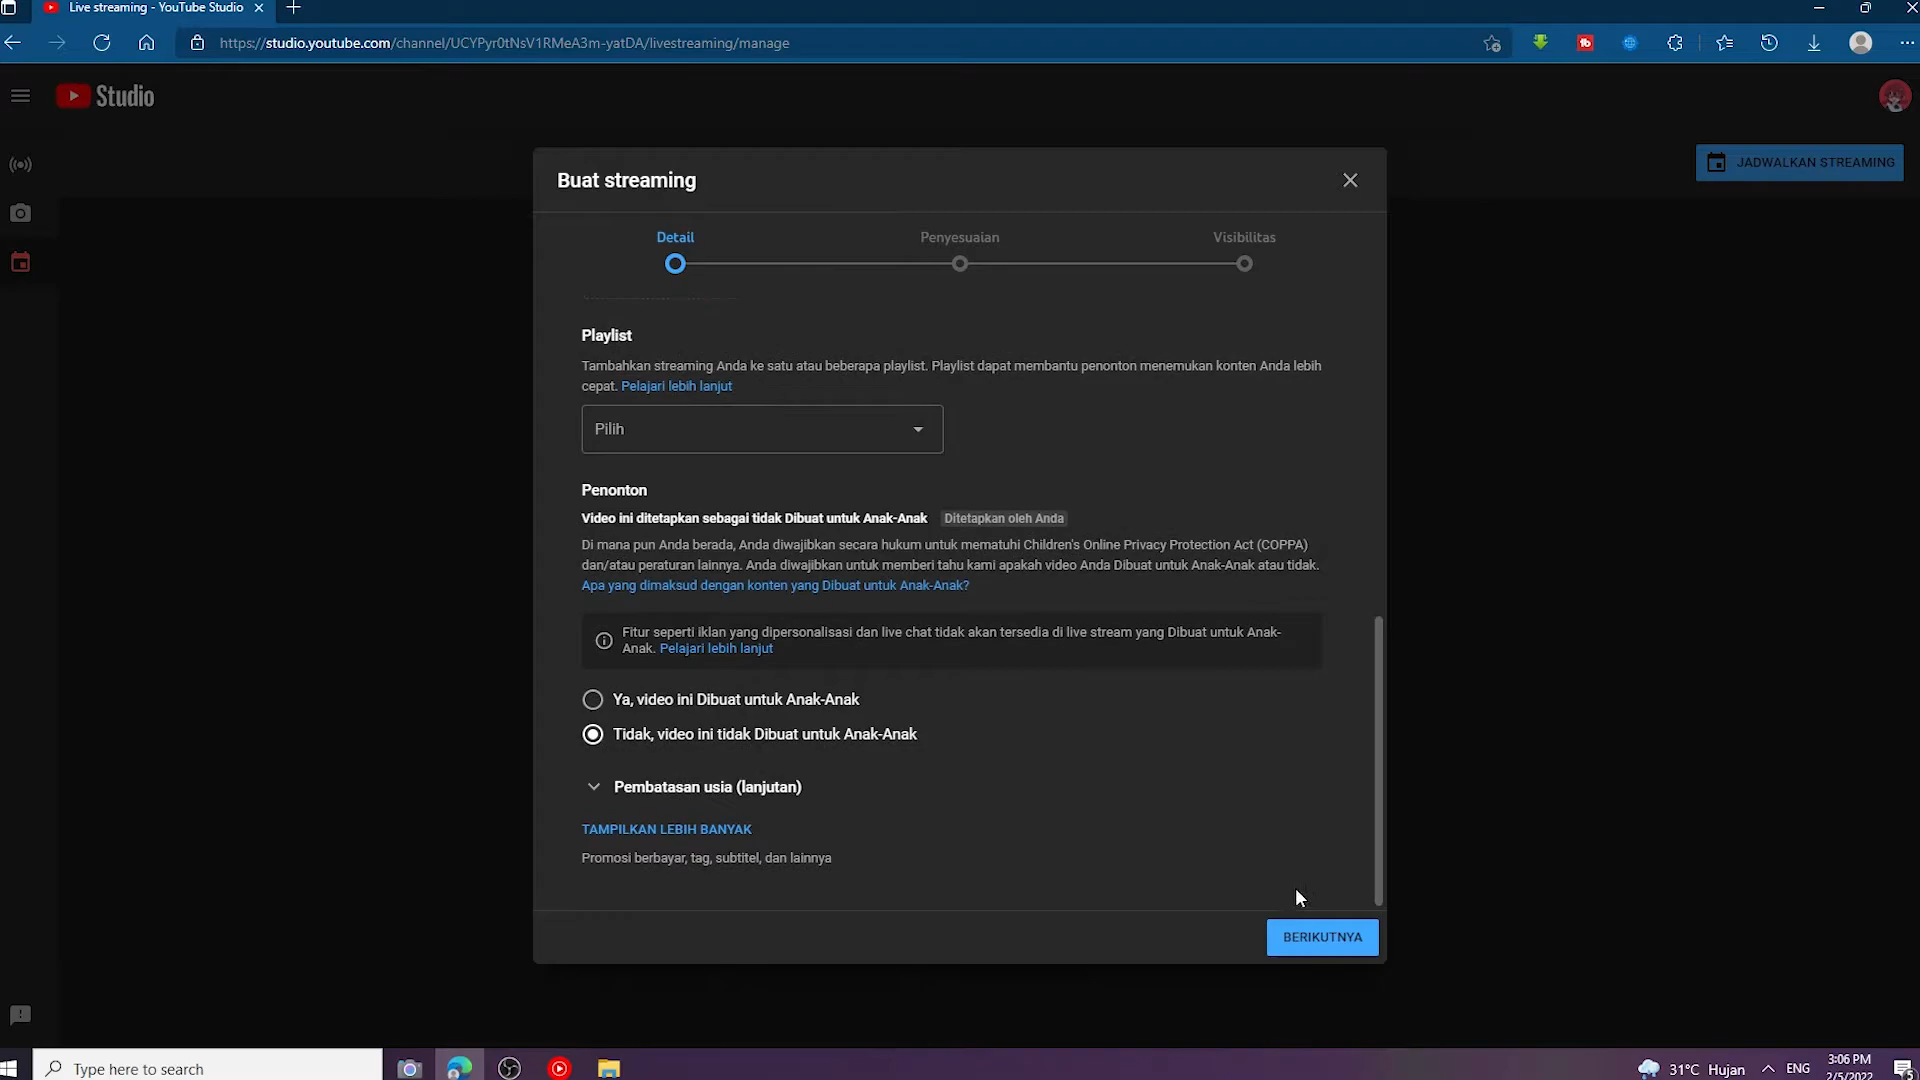 Live streaming - YouTube Studio
https://studio.youtube.com/channel/UCYPyr0tNsV1RMeA3m-yatDA/livestreaming/manage
Studio
JADWALKAN STREAMING
Buat streaming
Detail
Penyesuaian
Visibilitas
Playlist
Tambahkan streaming Anda ke satu atau beberapa playlist. Playlist dapat membantu penonton menemukan konten Anda lebih
cepat. Pelajari lebih lanjut
Pilih
Penonton
Video ini ditetapkan sebagai tidak Dibuat untuk Anak-Anak Ditetapkan oleh Anda
Di mana pun Anda berada, Anda diwajibkan secara hukum untuk mematuhi Children's Online Privacy Protection Act (COPPA)
dan/atau peraturan lainnya. Anda diwajibkan untuk memberi tahu kami apakah video Anda Dibuat untuk Anak-Anak atau tidak.
Apa yang dimaksud dengan konten yang Dibuat untuk Anak-Anak?
Fitur seperti iklan yang dipersonalisasi dan live chat tidak akan tersedia di live stream yang Dibuat untuk Anak-
Anak. Pelajari lebih lanjut
Ya, video ini Dibuat untuk Anak-Anak
Tidak, video ini tidak Dibuat untuk Anak-Anak
Pembatasan usia (lanjutan)
TAMPILKAN LEBIH BANYAK
Promosi berbayar, tag, subtitel, dan lainnya
BERIKUTNYA
Type here to search
31°C Hujan
ENG
3:06 PM
2/5/2022
5